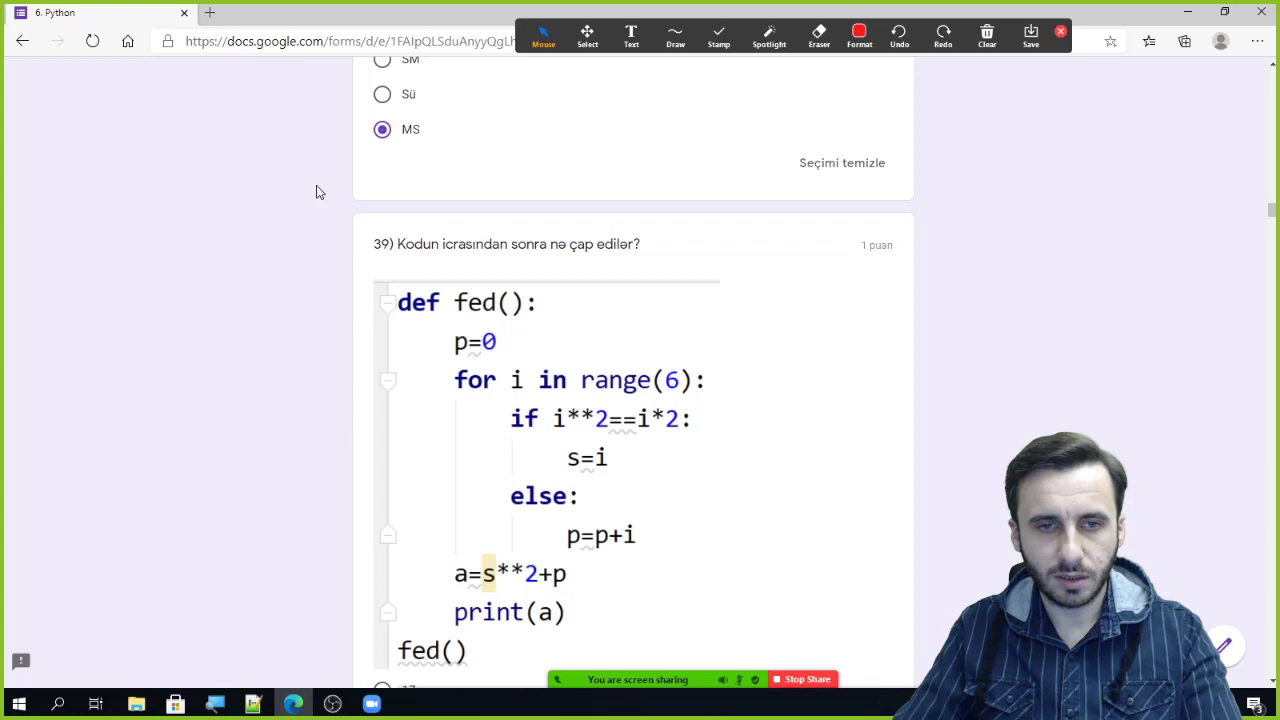 6. Python
https://docs.google.com/forms/d/e/1FAIpQLSduAnyyQgLh
Mouse Select Text Draw Stamp Spotlight Eraser Format Undo Redo Clear Save
SM
Sü
MS
Seçimi temizle
39) Kodun icrasından sonra nə çap edilər?
1 puan
def fed():
p=0
for i in range(6):
if i**2==i*2:
s=i
else:
p=p+i
a=s**2+p
print(a)
fed()
You are screen sharing
Stop Share
3